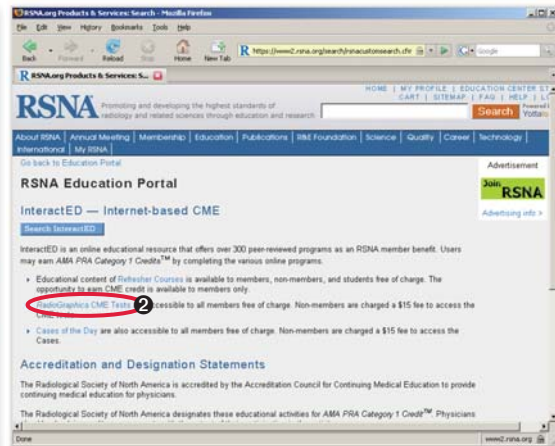 RSNA.org Products & Services: Search - Mozilla Firefox
File Edit View History Bookmarks Tools Help
Back Forward Reload Stop Home New Tab
Google
RSNA.org Products & Services: S...
HOME | MY PROFILE | EDUCATION CENTER ST
CART | SITEMAP | FAQ | HELP |
RSNA Promoting and developing the highest standards of
radiology and related sciences through education and research
Search Powered
About RSNA | Annual Meeting | Membership | Education | Publications | R&E Foundation | Science | Quality | Career | Technology |
International | My RSNA |
Go back to Education Portal
Advertisement
RSNA Education Portal
Join RSNA
Advertising info >
InteractED — Internet-based CME
Search InteractED
InteractED is an online educational resource that offers over 300 peer-reviewed programs as an RSNA member benefit. Users
may earn AMA PRA Category 1 Credits™ by completing the various online programs.
Educational content of Refresher Courses is available to members, non-members, and students free of charge. The
opportunity to earn CME credit is available to members only.
RadioGraphics CME Tests 2 accessible to all members free of charge. Non-members are charged a $15 fee to access the
CME
Cases of the Day are also accessible to all members free of charge. Non-members are charged a $15 fee to access the
Cases.
Accreditation and Designation Statements
The Radiological Society of North America is accredited by the Accreditation Council for Continuing Medical Education to provide
continuing medical education for physicians.
The Radiological Society of North America designates these educational activities for AMA PRA Category 1 Credit™. Physicians
Done
www2.rsna.org